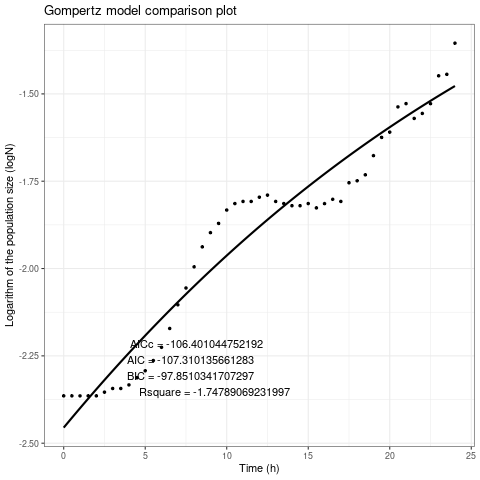 Gompertz model comparison plot
Logarithm of the population size (logN)
-1.50
-1.75
-2.00
-2.25
-2.50
AICc = -106.401044752192
AIC = -107.310135661283
BIC = -97.8510341707297
Rsquare = -1.74789069231997
0 5 10 15 20 25
Time (h)